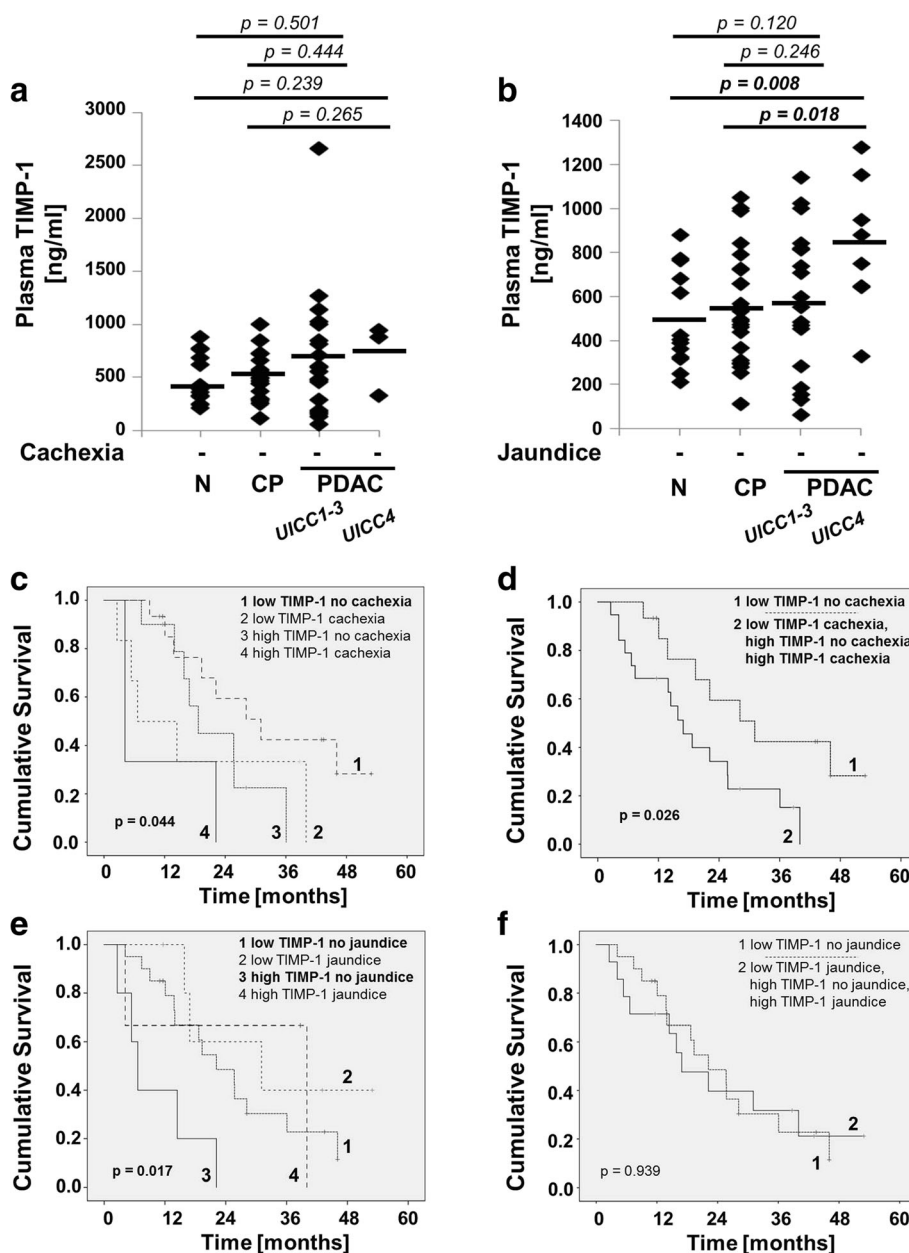 p = 0.501
p = 0.444
p = 0.239
p = 0.265
a
Plasma TIMP-1
[ng/ml]
3000
2500
2000
1500
1000
500
0
Cachexia
- - - -
N CP PDAC
UICC1-3 UICC4
p = 0.120
p = 0.246
p = 0.008
p = 0.018
b
Plasma TIMP-1
[ng/ml]
1400
1200
1000
800
600
400
200
0
Jaundice
- - - -
N CP PDAC
UICC1-3 UICC4
c
Cumulative Survival
1.0
0.8
0.6
0.4
0.2
0.0
1 low TIMP-1 no cachexia
2 low TIMP-1 cachexia
3 high TIMP-1 no cachexia
4 high TIMP-1 cachexia
1
p = 0.044
4 3 2
0 12 24 36 48 60
Time [months]
d
Cumulative Survival
1.0
0.8
0.6
0.4
0.2
0.0
1 low TIMP-1 no cachexia
2 low TIMP-1 cachexia,
high TIMP-1 no cachexia
high TIMP-1 cachexia
1
p = 0.026
2
0 12 24 36 48 60
Time [months]
e
Cumulative Survival
1.0
0.8
0.6
0.4
0.2
0.0
1 low TIMP-1 no jaundice
2 low TIMP-1 jaundice
3 high TIMP-1 no jaundice
4 high TIMP-1 jaundice
2
1
p = 0.017
3 4
0 12 24 36 48 60
Time [months]
f
Cumulative Survival
1.0
0.8
0.6
0.4
0.2
0.0
1 low TIMP-1 no jaundice
2 low TIMP-1 jaundice,
high TIMP-1 no jaundice,
high TIMP-1 jaundice
2
1
p = 0.939
0 12 24 36 48 60
Time [months]